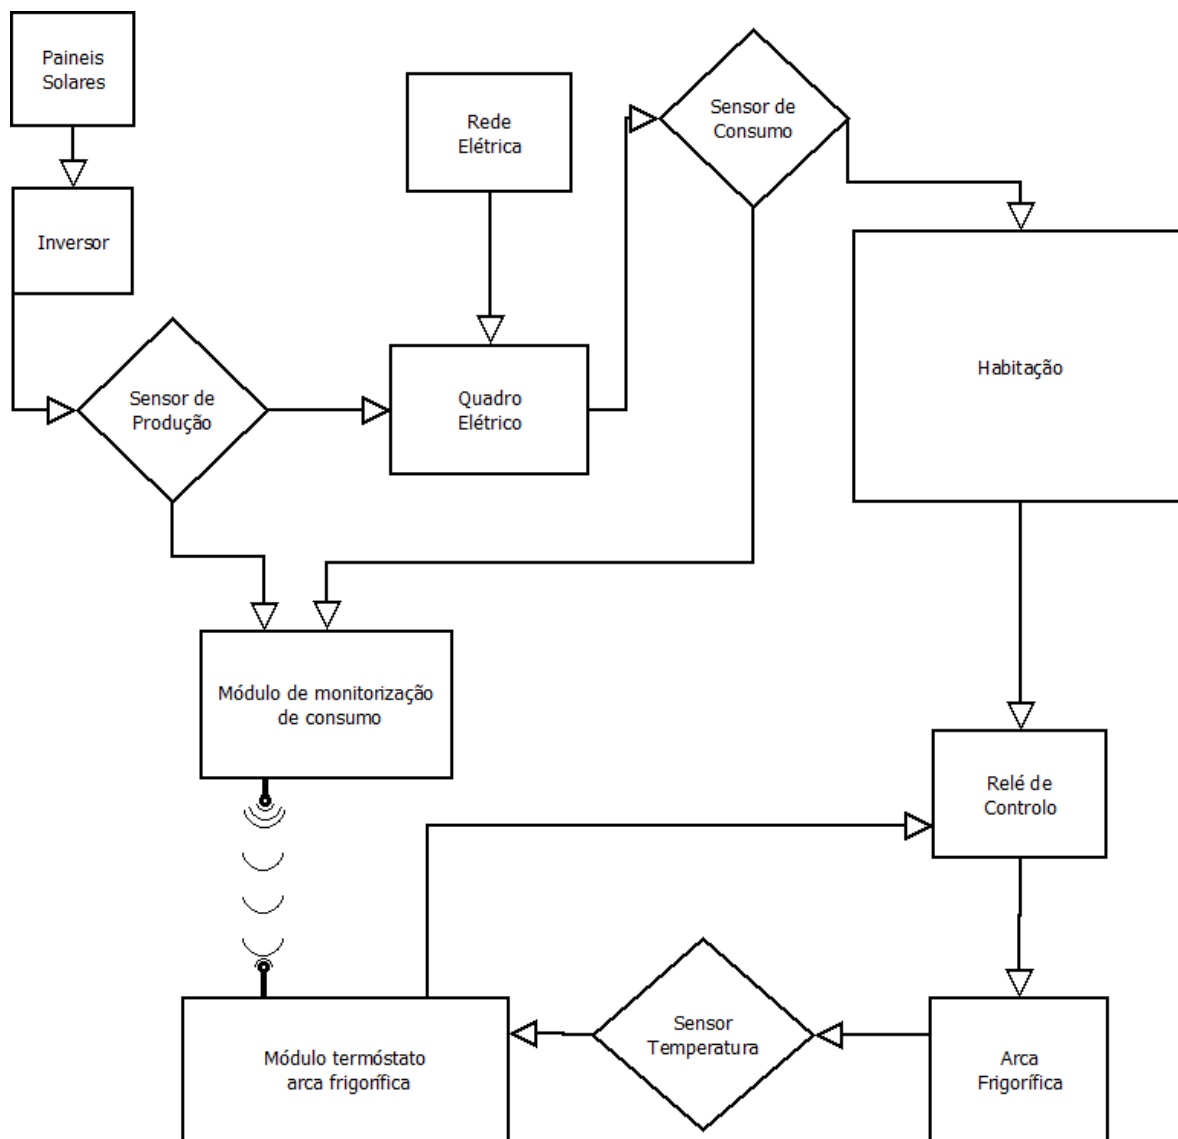 Paineis
Solares
Rede
Elétrica
Sensor de
Consumo
Inversor
Habitação
Sensor de
Produção
Quadro
Elétrico
Módulo de monitorização
de consumo
Relé de
Controlo
Sensor
Temperatura
Módulo termóstato
arca frigorífica
Arca
Frigorífica